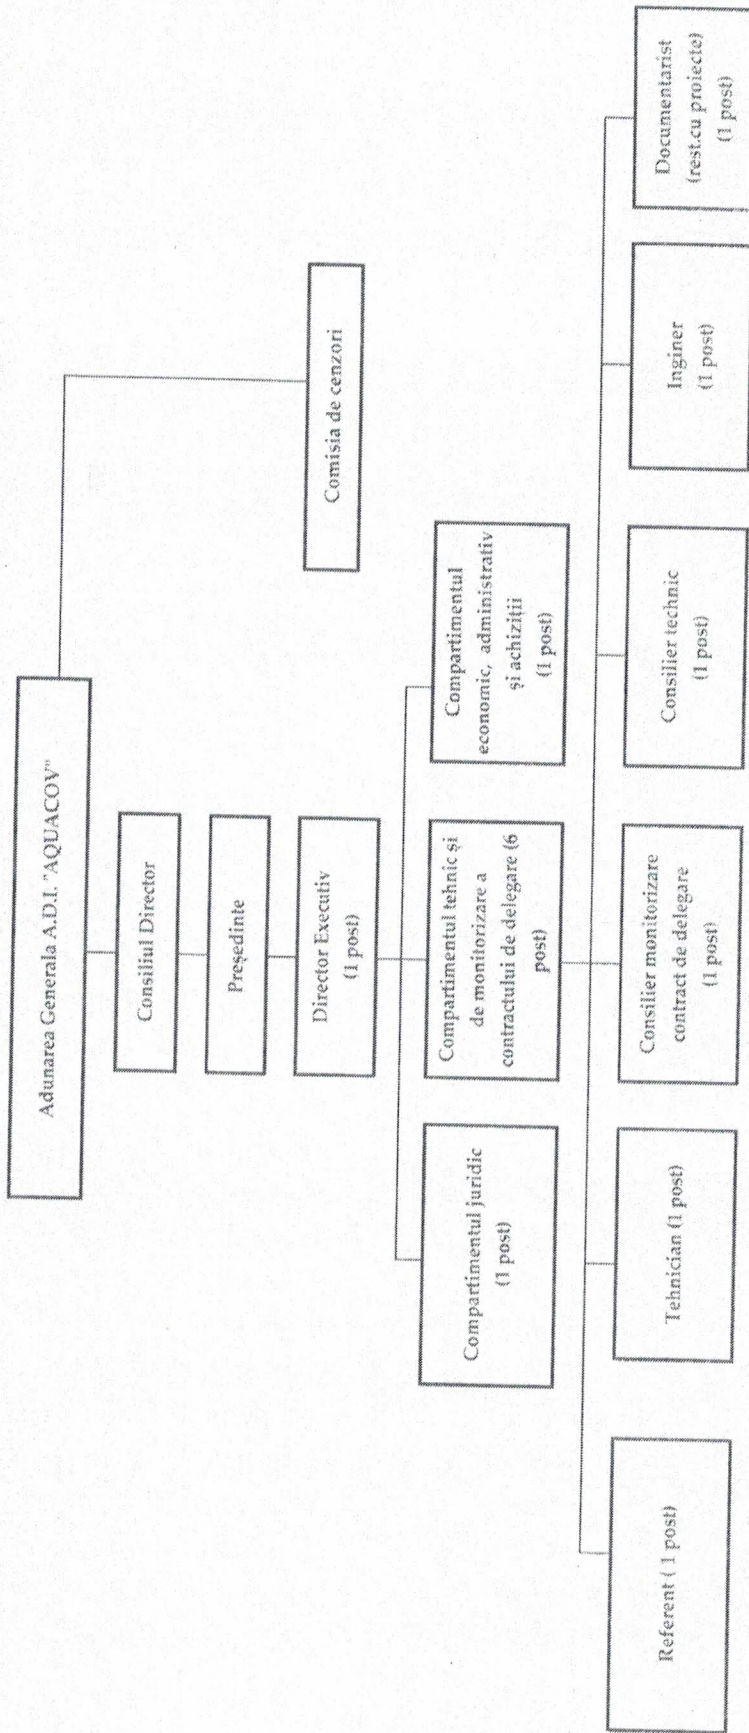 Adunarea Generala A.D.I. "AQUACOV"
Comisia de cenzori
Consiliul Director
Președinte
Director Executiv
(1 post)
Compartimentul juridic
(1 post)
Compartimentul tehnic și
de monitorizare a
contractului de delegare (6
post)
Compartimentul
economic, administrativ
și achiziții
(1 post)
Referent ( 1 post)
Tehnician (1 post)
Consilier monitorizare
contract de delegare
(1 post)
Consilier technic
(1 post)
Inginer
(1 post)
Documentarist
(rest.cu proiecte)
(1 post)